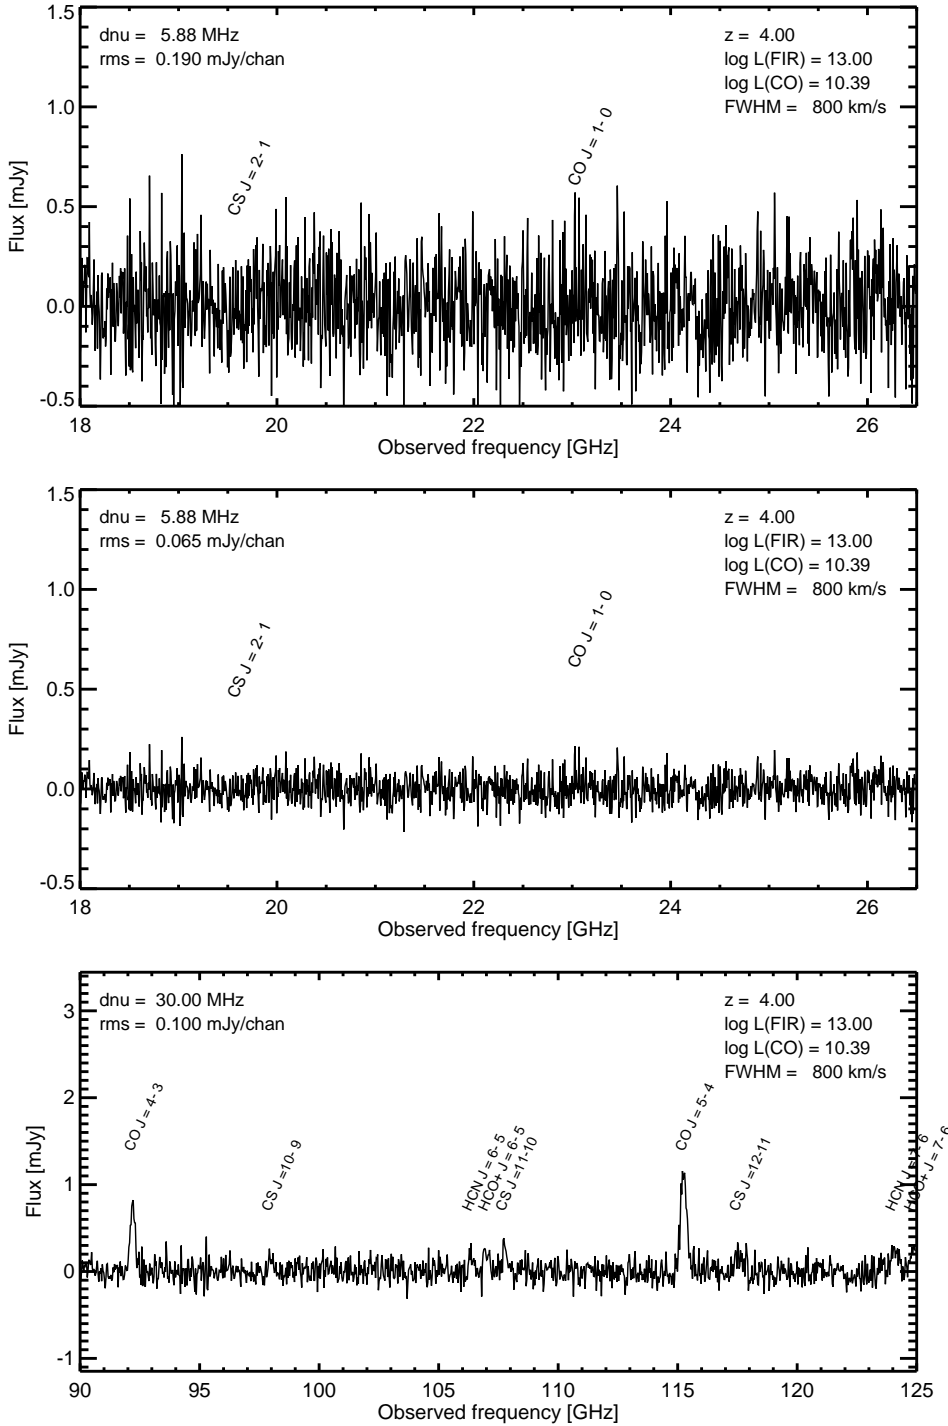 dnu = 5.88 MHz
rms = 0.190 mJy/chan
z = 4.00
log L(FIR) = 13.00
log L(CO) = 10.39
FWHM = 800 km/s
CS J = 2- 1
CO J = 1- 0
1.5
1.0
0.5
0.0
-0.5
Flux [mJy]
18 20 22 24 26
Observed frequency [GHz]
dnu = 5.88 MHz
rms = 0.065 mJy/chan
z = 4.00
log L(FIR) = 13.00
log L(CO) = 10.39
FWHM = 800 km/s
CS J = 2- 1
CO J = 1- 0
1.5
1.0
0.5
0.0
-0.5
Flux [mJy]
18 20 22 24 26
Observed frequency [GHz]
dnu = 30.00 MHz
rms = 0.100 mJy/chan
z = 4.00
log L(FIR) = 13.00
log L(CO) = 10.39
FWHM = 800 km/s
CO J = 4- 3
CS J =10- 9
HCN J = 6- 5
HCO+ J = 6- 5
CS J =11-10
CO J = 5- 4
CS J =12-11
HCN J = 7- 6
HCO+ J = 7- 6
3
2
1
0
-1
Flux [mJy]
90 95 100 105 110 115 120 125
Observed frequency [GHz]